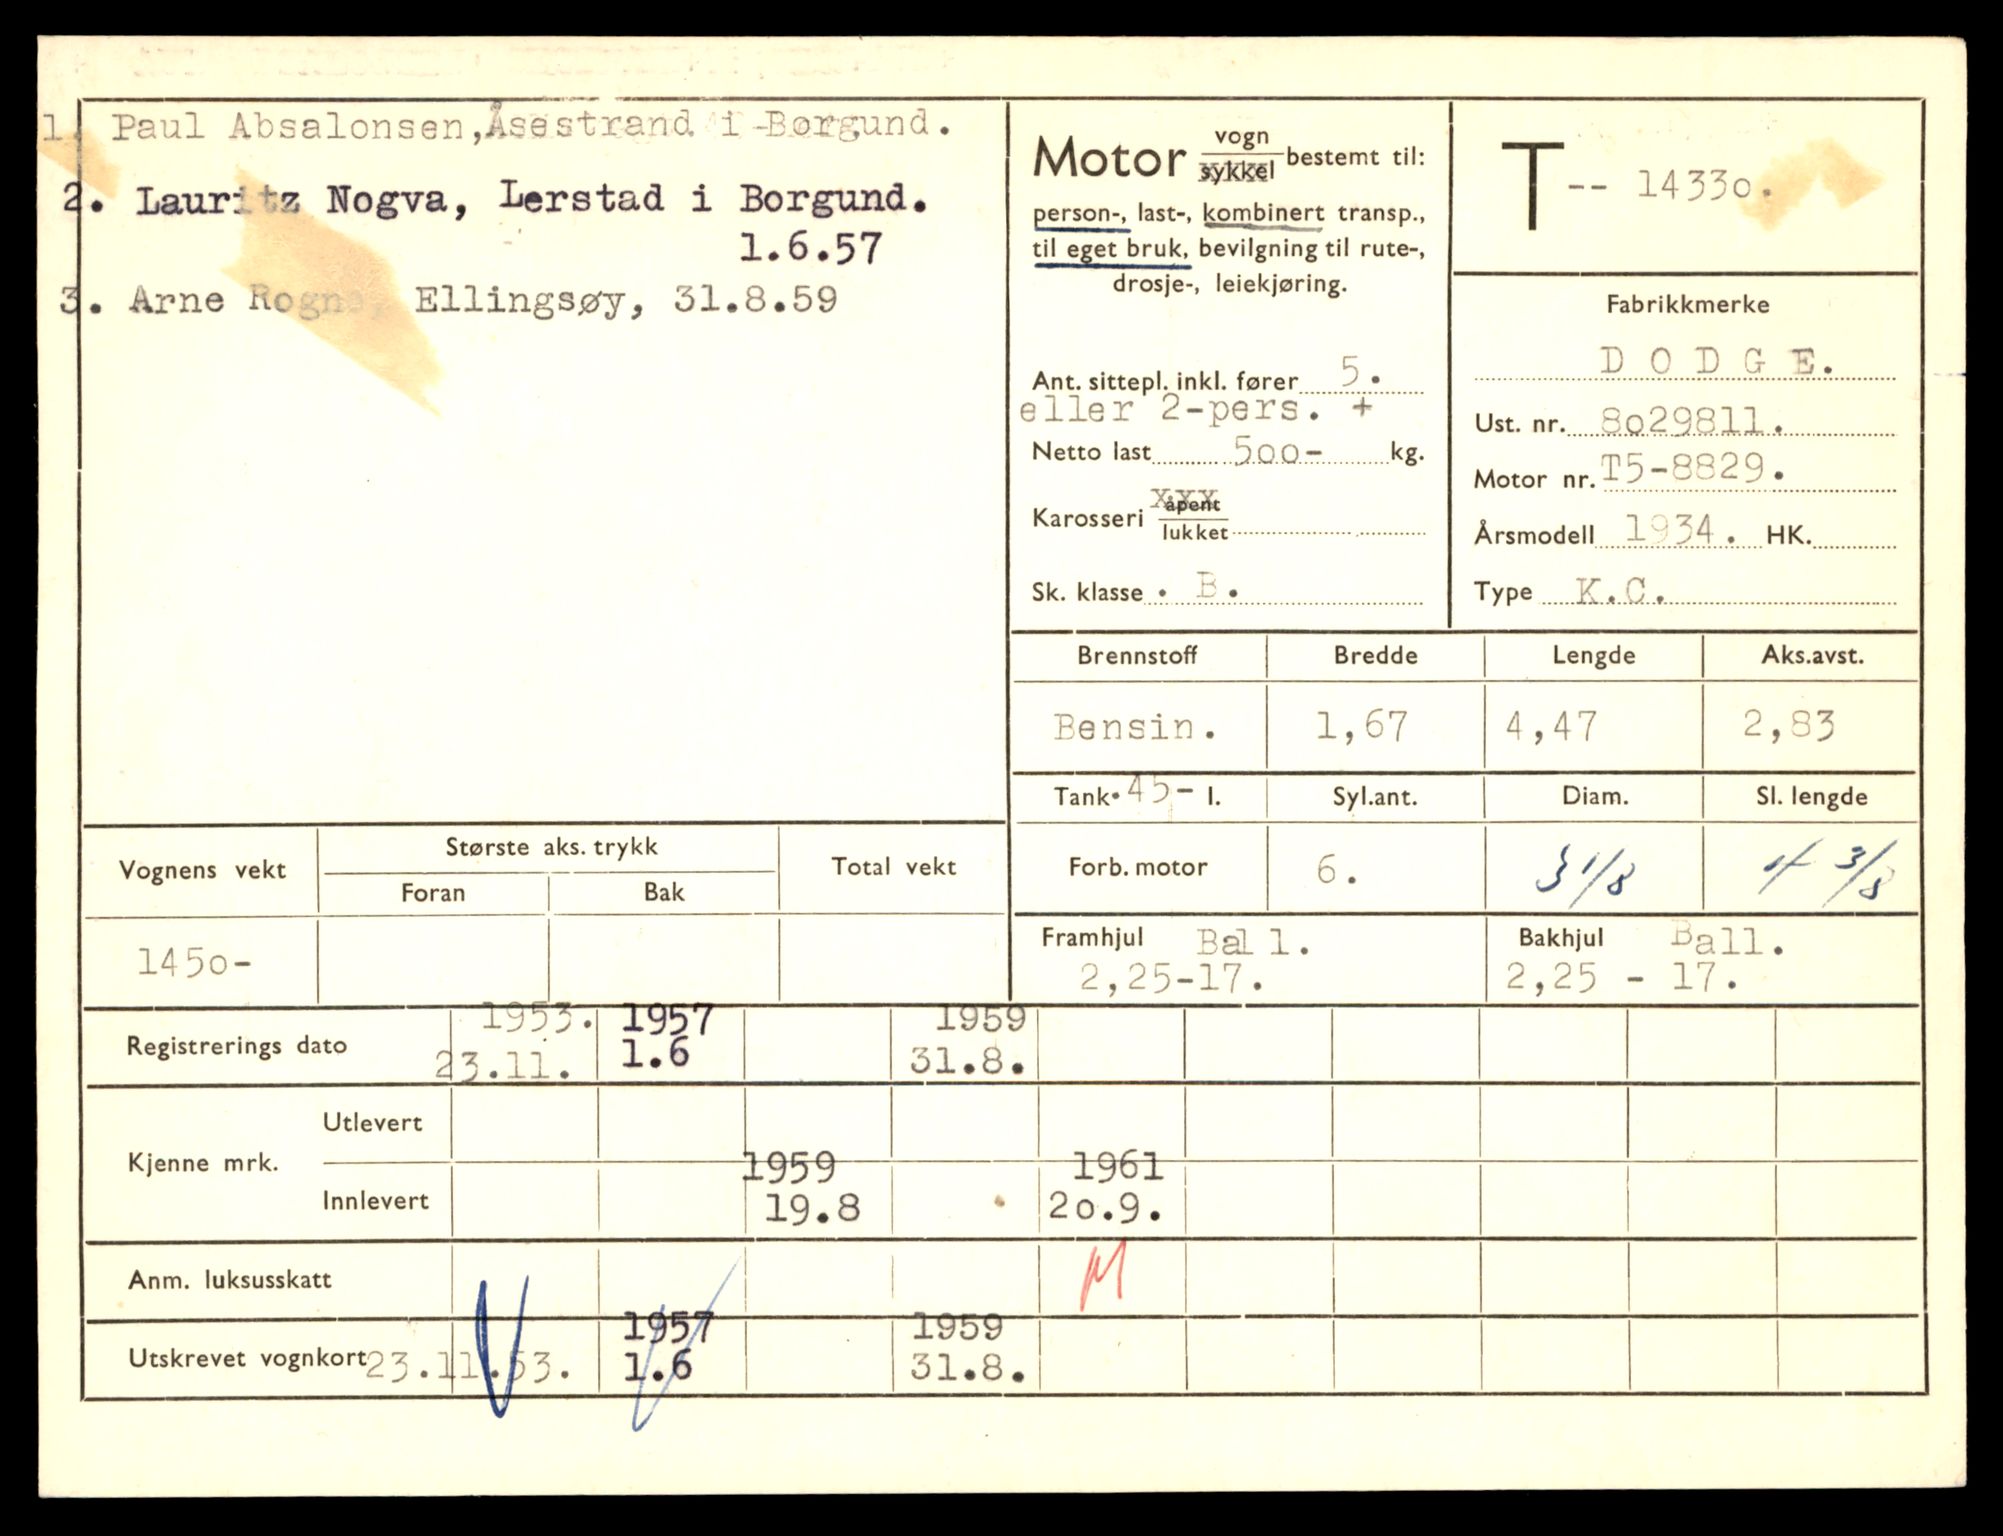 1. Paul Absalonsen, Åsestrand i Borgund.
2. Lauritz Nogva, Lerstad i Borgund.
1.6.57
3. Arne Rogne, Ellingsøy, 31.8.59
Motor vogn
sykkel bestemt til:
person-, last-, kombinert transp.,
til eget bruk, bevilgning til rute-,
drosje-, leiekjøring.
Ant. sittepl. inkl. fører 5.
eller 2-pers. +
Netto last 500- kg.
Karosseri åpent
lukket
Sk. klasse . B.
T -- 14330.
Fabrikkmerke
D O D G E.
Ust. nr. 8029811.
Motor nr. T5-8829.
Årsmodell 1934. HK.
Type K.C.
Brennstoff Bredde Lengde Aks.avst.
Bensin. 1,67 4,47 2,83
Tank. 45- l. Syl.ant. Diam. Sl. lengde
Forb. motor 6. 3 1/8 4 3/8
Framhjul Ball. Bakhjul Ball.
2,25-17. 2,25 - 17.
Vognens vekt Største aks. trykk Total vekt
Foran Bak
1450-
1953. 1957 1959
Registrerings dato 23.11. 1.6 31.8.
Utlevert
Kjenne mrk.
1959 1961
Innlevert 19.8 20.9.
Anm. luksusskatt M
1957 1959
Utskrevet vognkort 23.11.53. 1.6 31.8.